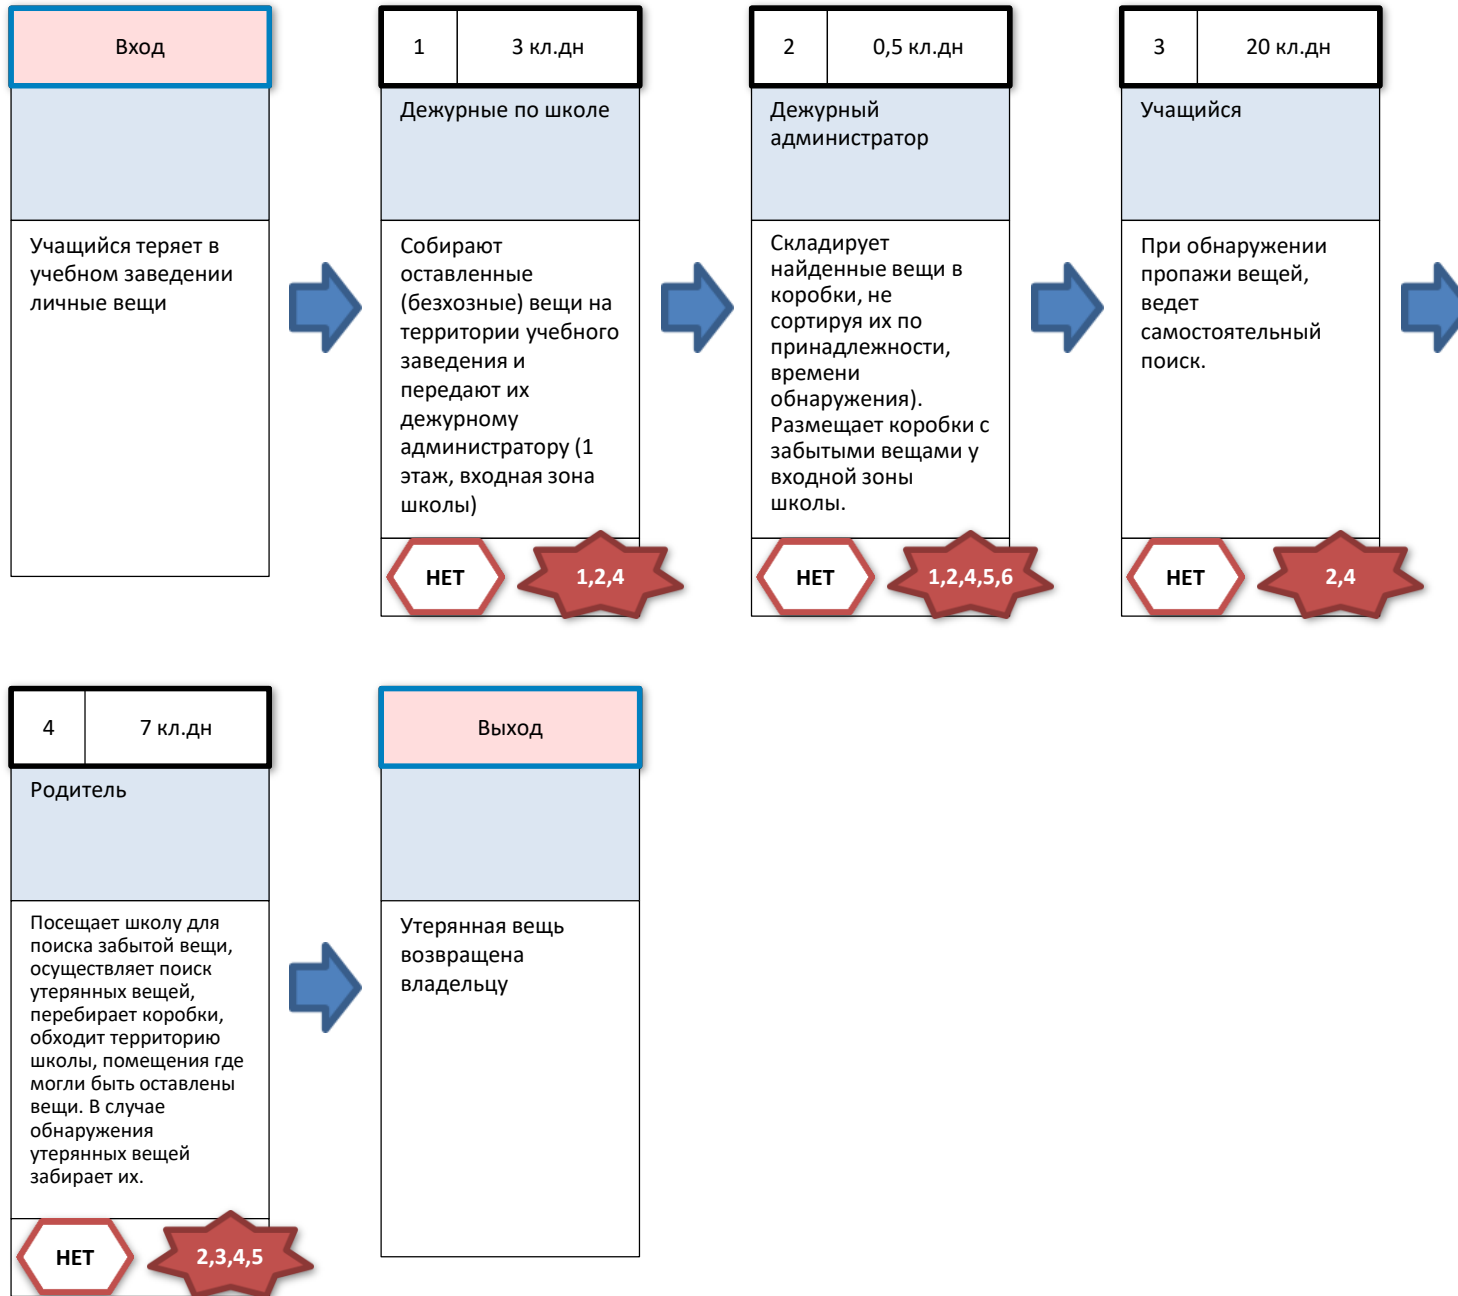 Вход
Учащийся теряет в
учебном заведении
личные вещи
1
3 кл.дн
Дежурные по школе
Собирают
оставленные
(безхозные) вещи на
территории учебного
заведения и
передают их
дежурному
администратору (1
этаж, входная зона
школы)
НЕТ
1,2,4
2
0,5 кл.дн
Дежурный
администратор
Складирует
найденные вещи в
коробки, не
сортируя их по
принадлежности,
времени
обнаружения).
Размещает коробки с
забытыми вещами у
входной зоны
школы.
НЕТ
1,2,4,5,6
3
20 кл.дн
Учащийся
При обнаружении
пропажи вещей,
ведет
самостоятельный
поиск.
НЕТ
2,4
4
7 кл.дн
Родитель
Посещает школу для
поиска забытой вещи,
осуществляет поиск
утерянных вещей,
перебирает коробки,
обходит территорию
школы, помещения где
могли быть оставлены
вещи. В случае
обнаружения
утерянных вещей
забирает их.
НЕТ
2,3,4,5
Выход
Утерянная вещь
возвращена
владельцу